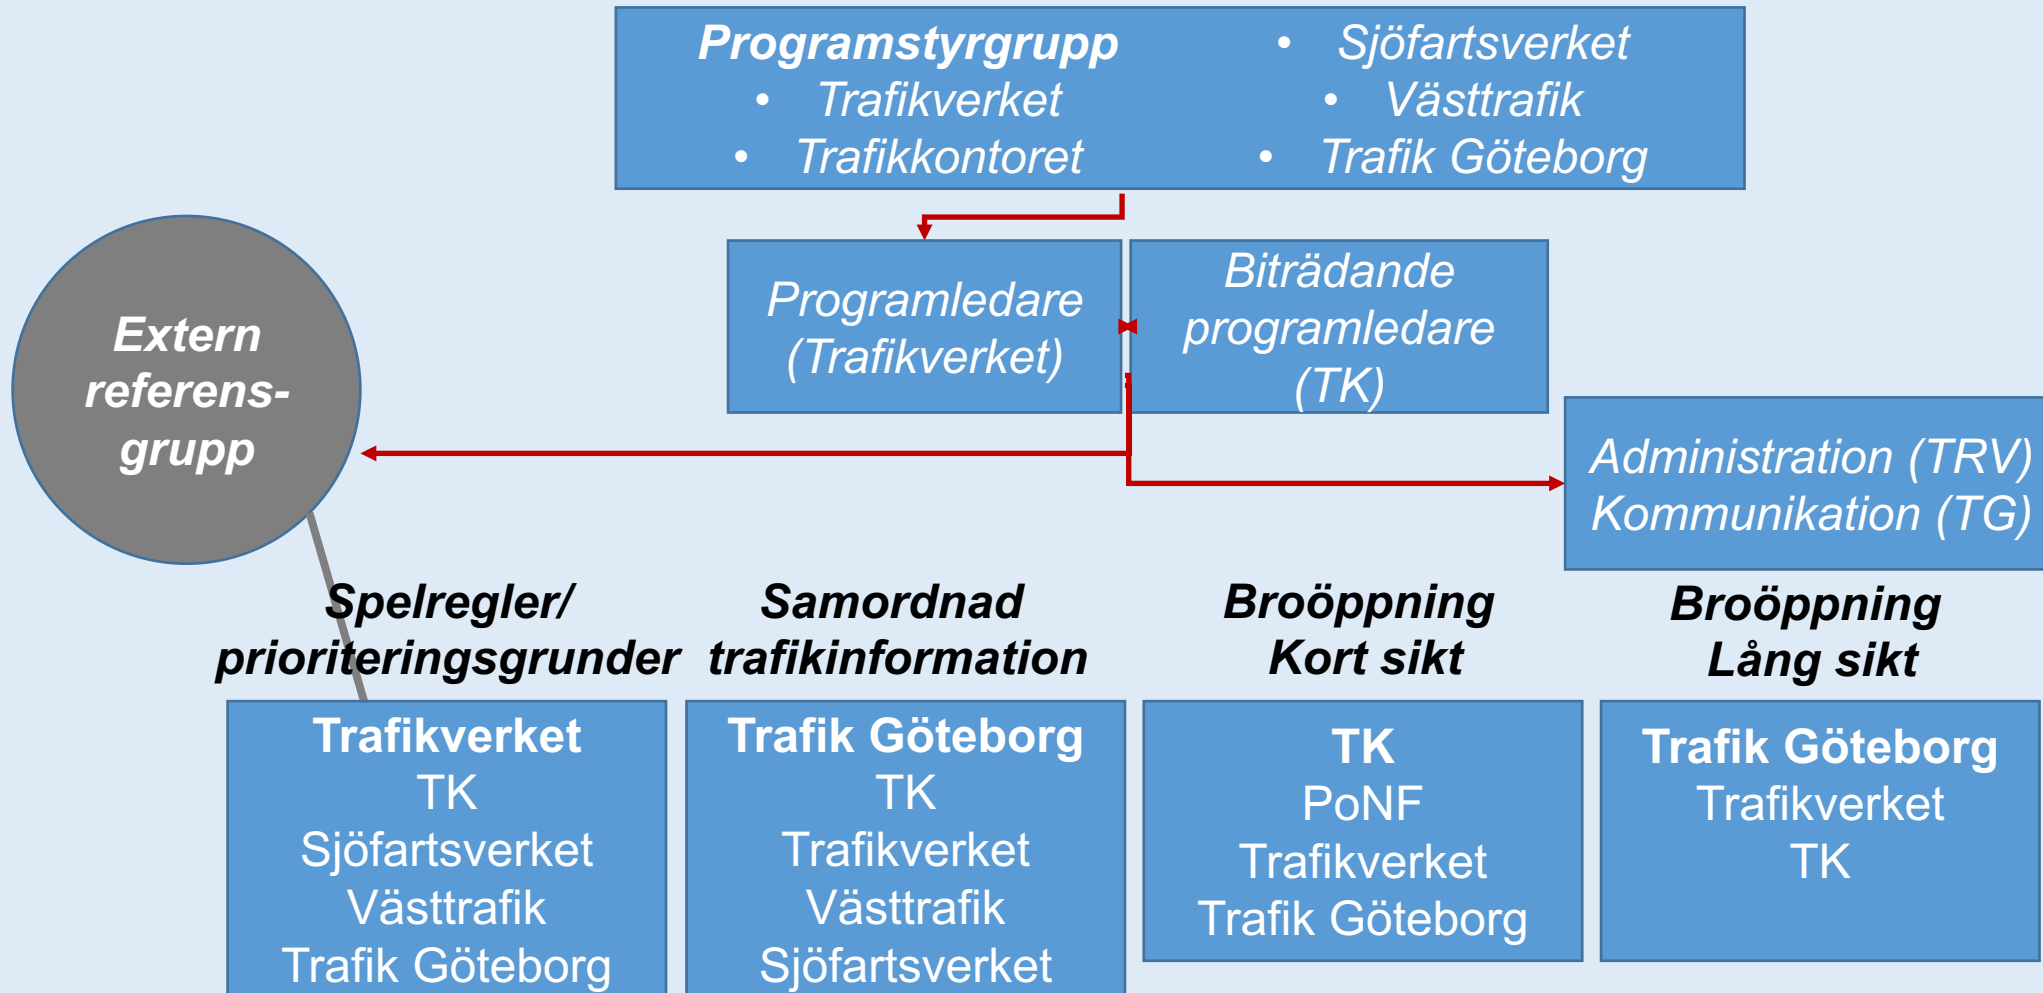 Programstyrgrupp
• Trafikverket
• Trafikkontoret
• Sjöfartsverket
• Västtrafik
• Trafik Göteborg
Programledare
(Trafikverket)
Biträdande
programledare
(TK)
Extern
referens-
grupp
Administration (TRV)
Kommunikation (TG)
Spelregler/
prioriteringsgrunder
Trafikverket
TK
Sjöfartsverket
Västtrafik
Trafik Göteborg
Samordnad
trafikinformation
Trafik Göteborg
TK
Trafikverket
Västtrafik
Sjöfartsverket
Broöppning
Kort sikt
TK
PoNF
Trafikverket
Trafik Göteborg
Broöppning
Lång sikt
Trafik Göteborg
Trafikverket
TK